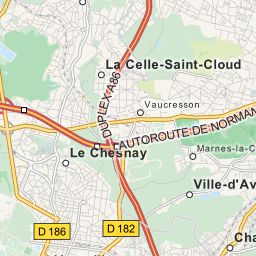 La Celle-Saint-Cloud
DUPLEX A86
Vaucresson
AUTOROUTE DE NORMAN
Le Chesnay
Marnes-la-C
Ville-d'Av
D 186
D 182
Cha